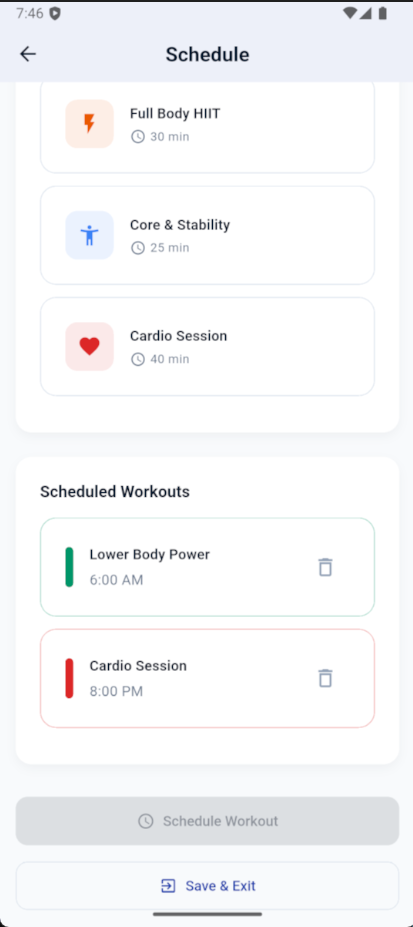 7:46
Schedule
Full Body HIIT
30 min
Core & Stability
25 min
Cardio Session
40 min
Scheduled Workouts
Lower Body Power
6:00 AM
Cardio Session
8:00 PM
Schedule Workout
Save & Exit